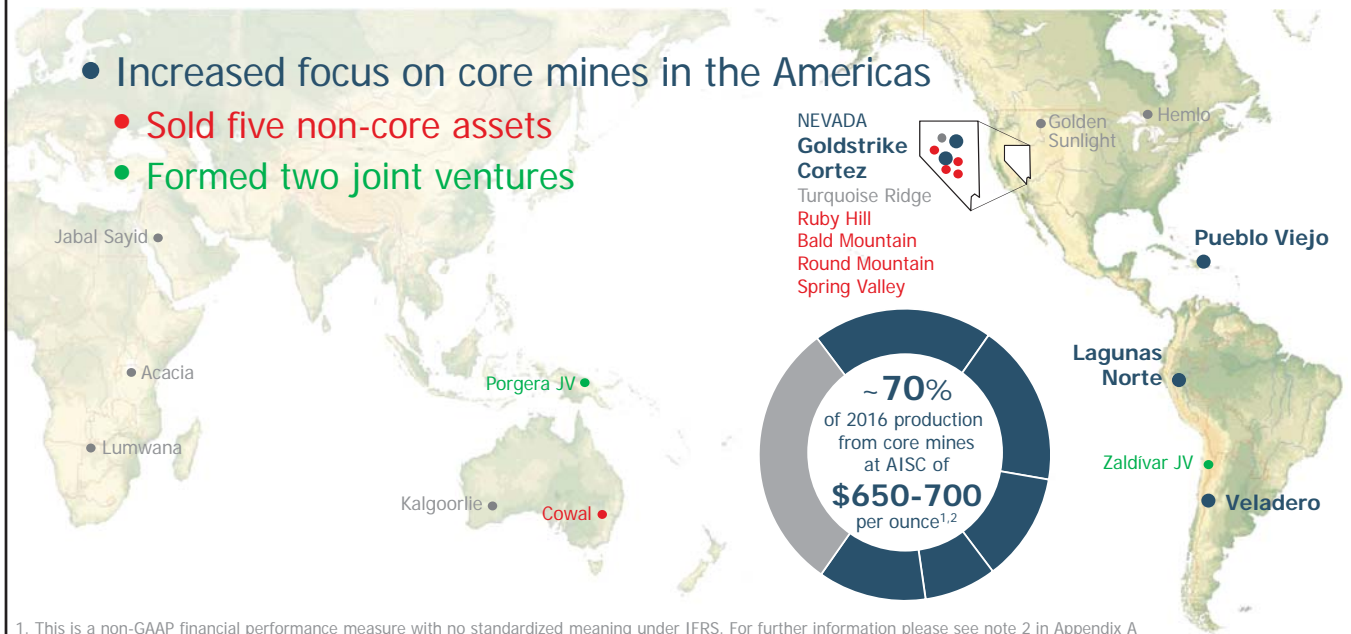 • Increased focus on core mines in the Americas
• Sold five non-core assets
• Formed two joint ventures
NEVADA
Goldstrike
Cortez
Turquoise Ridge
Ruby Hill
Bald Mountain
Round Mountain
Spring Valley
Golden
Sunlight
Hemlo
Jabal Sayid
Pueblo Viejo
Acacia
Porgera JV
Lagunas
Norte
Lumwana
Zaldívar JV
Kalgoorlie
Cowal
Veladero
~70%
of 2016 production
from core mines
at AISC of
$650-700
per ounce1,2
1. This is a non-GAAP financial performance measure with no standardized meaning under IFRS. For further information please see note 2 in Appendix A